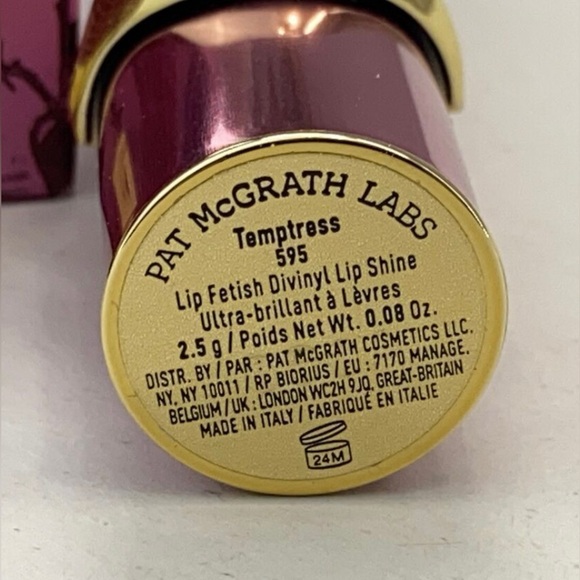 PAT McGRATH LABS
Temptress
595
Lip Fetish Divinyl Lip Shine
Ultra-brillant à Lèvres
2.5 g / Poids Net Wt. 0.08 Oz.
DISTR. BY / PAR : PAT McGRATH COSMETICS LLC.
NY, NY 10011 / RP BIORIUS / EU : 7170 MANAGE.
BELGIUM / UK : LONDON WC2H 9JQ. GREAT-BRITAIN
MADE IN ITALY / FABRIQUÉ EN ITALIE
24M